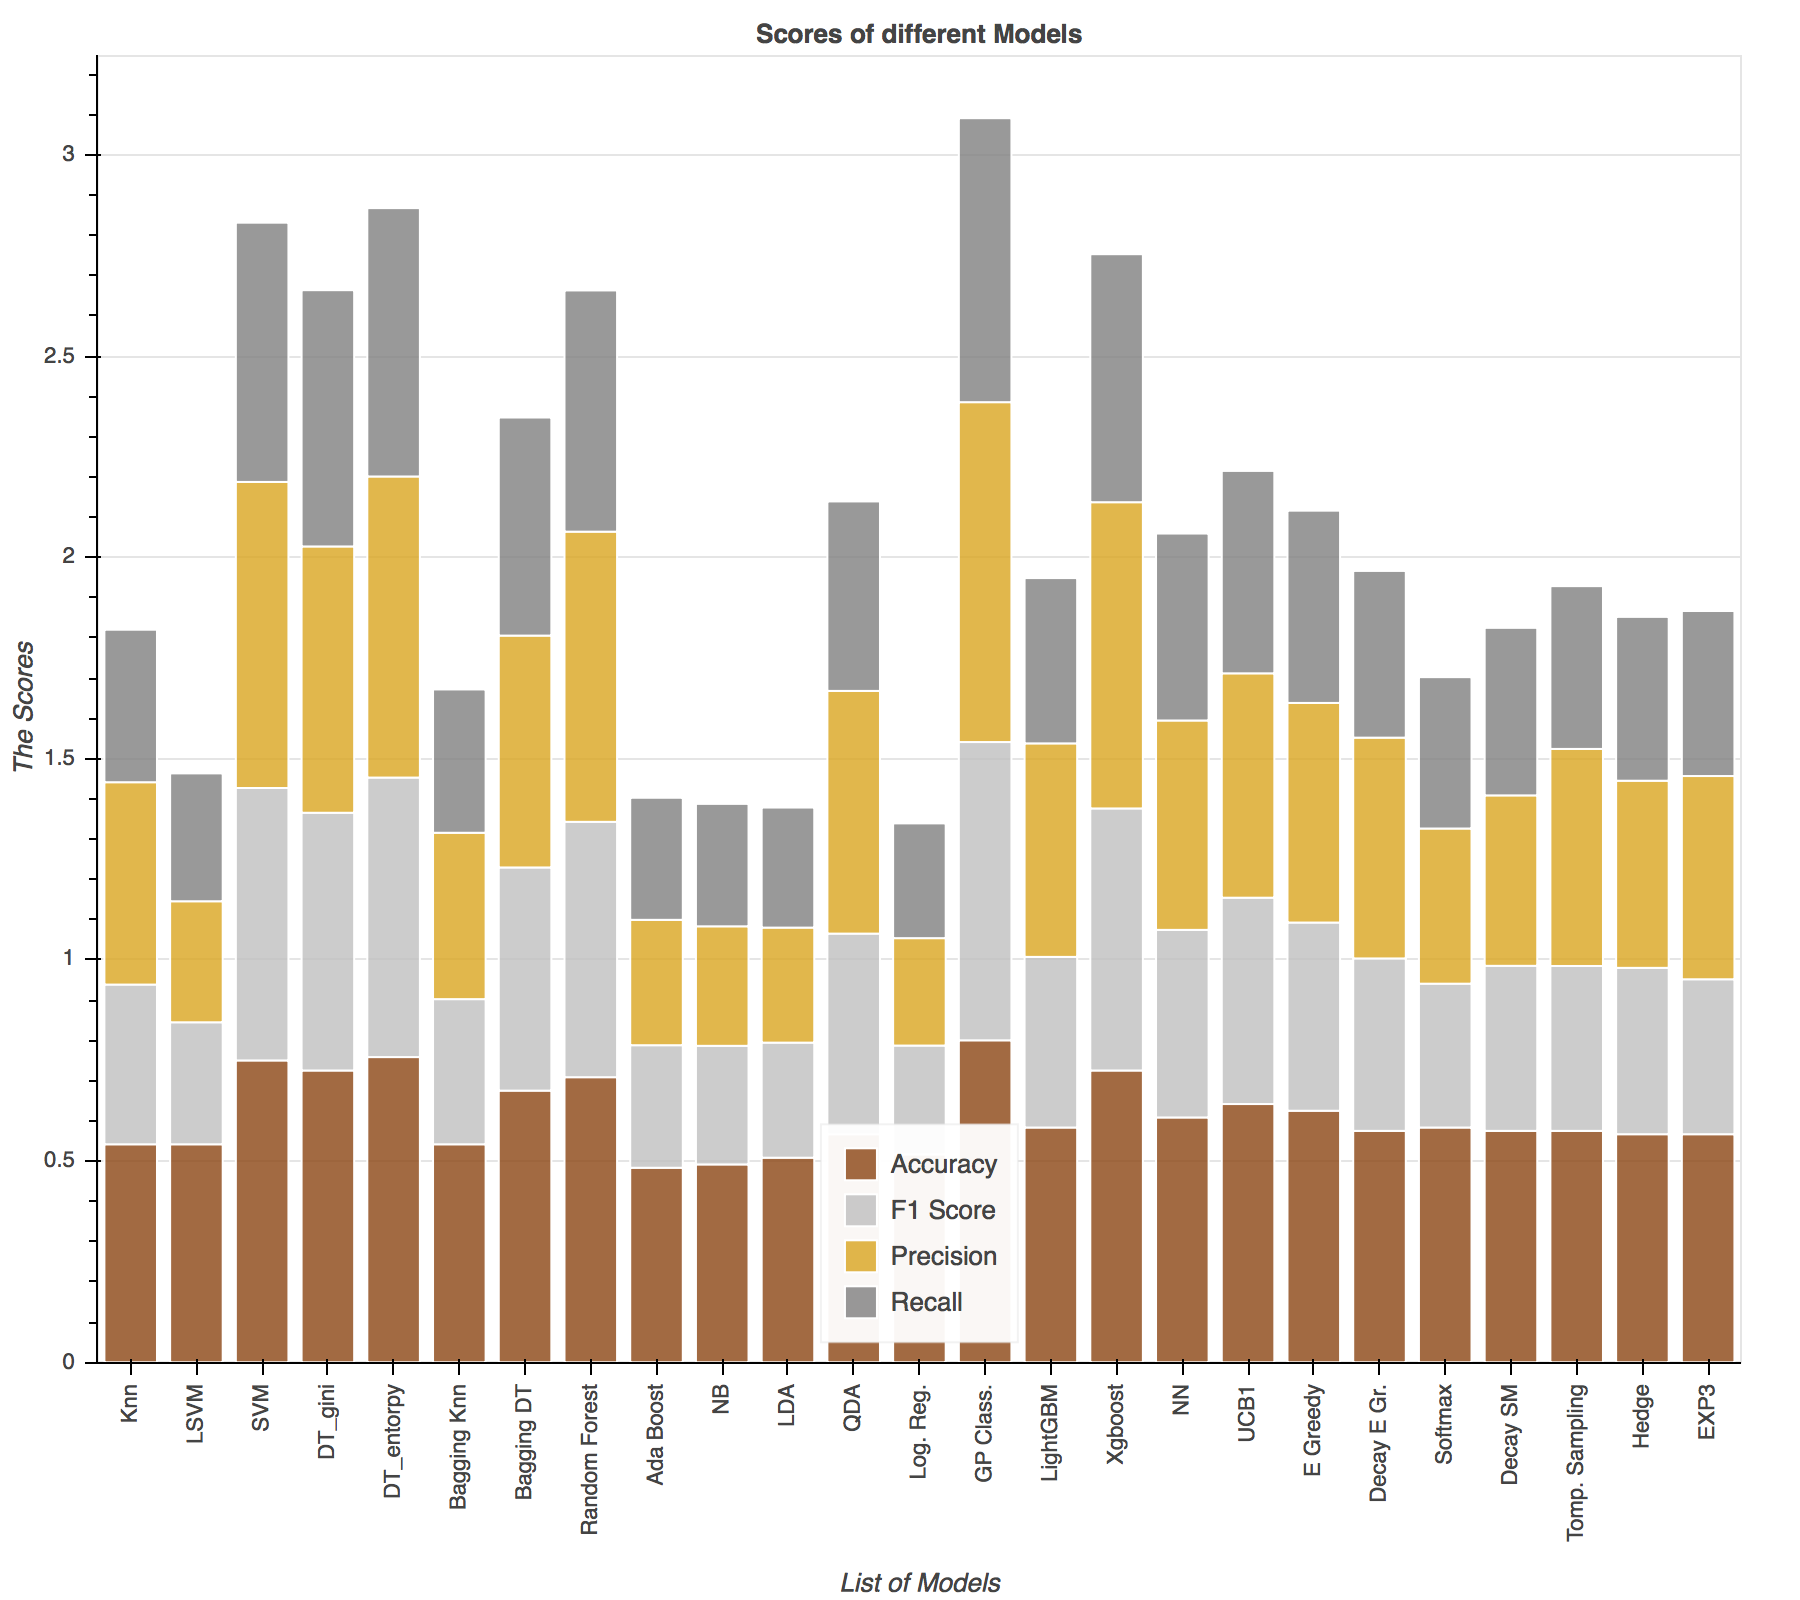 Scores of different Models
The Scores
3
2.5
2
1.5
1
0.5
0
Accuracy
F1 Score
Precision
Recall
Knn
LSVM
SVM
DT_gini
DT_entorpy
Bagging Knn
Bagging DT
Random Forest
Ada Boost
NB
LDA
QDA
Log. Reg.
GP Class.
LightGBM
Xgboost
NN
UCB1
E Greedy
Decay E Gr.
Softmax
Decay SM
Tomp. Sampling
Hedge
EXP3
List of Models